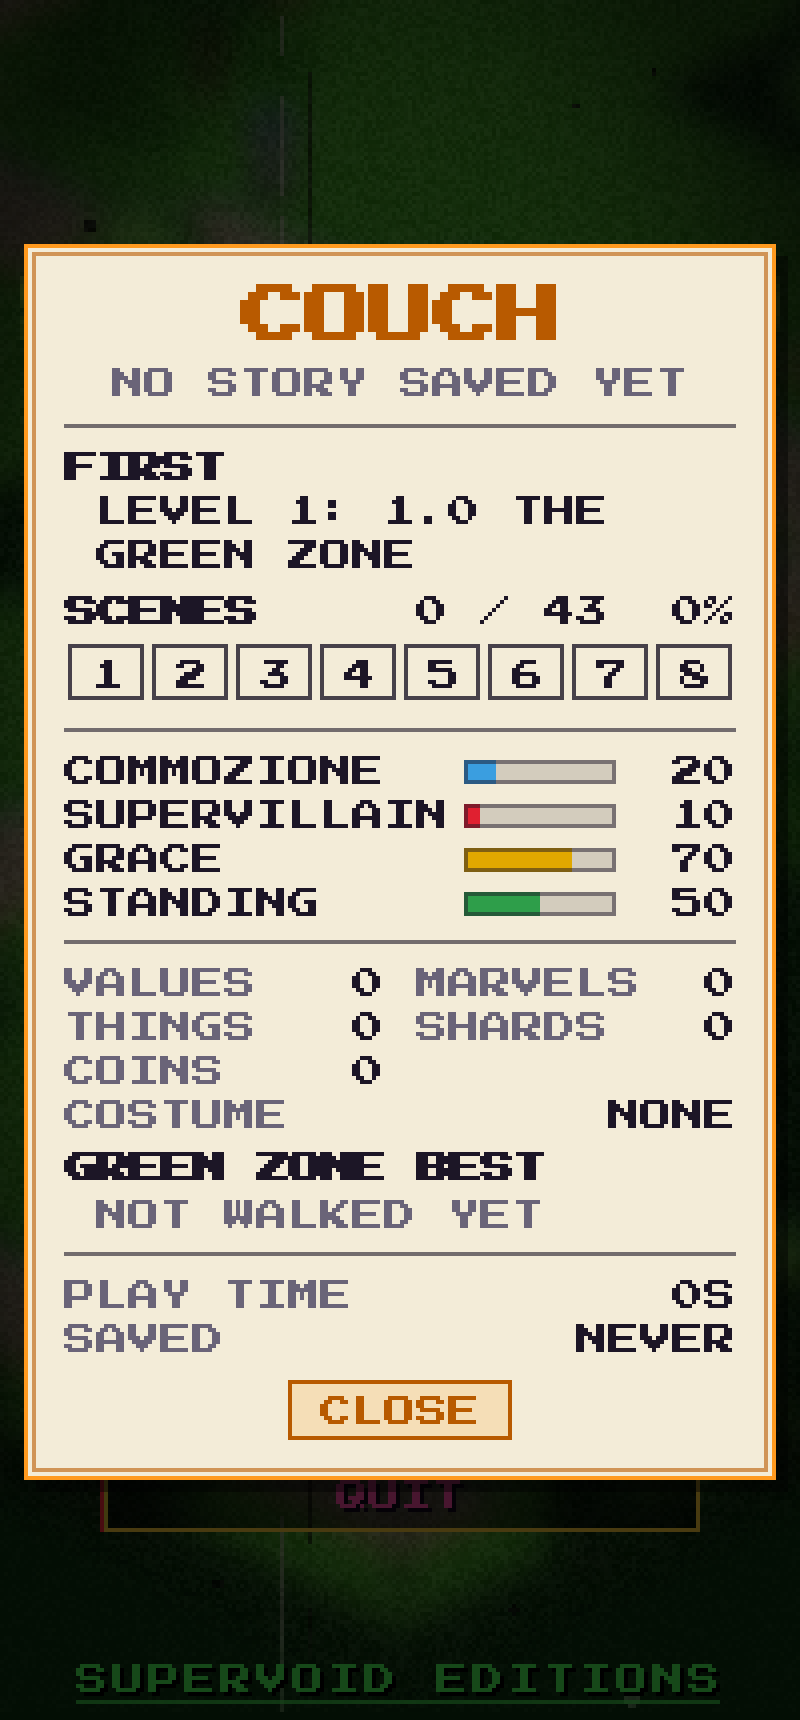 COUCH
NO STORY SAVED YET
FIRST
LEVEL 1: 1.0 THE
GREEN ZONE
SCENES 0 / 43 0%
1 2 3 4 5 6 7 8
COMMOZIONE 20
SUPERVILLAIN 10
GRACE 70
STANDING 50
VALUES 0 MARVELS 0
THINGS 0 SHARDS 0
COINS 0
COSTUME NONE
GREEN ZONE BEST
NOT WALKED YET
PLAY TIME 0S
SAVED NEVER
CLOSE
QUIT
SUPERVOID EDITIONS